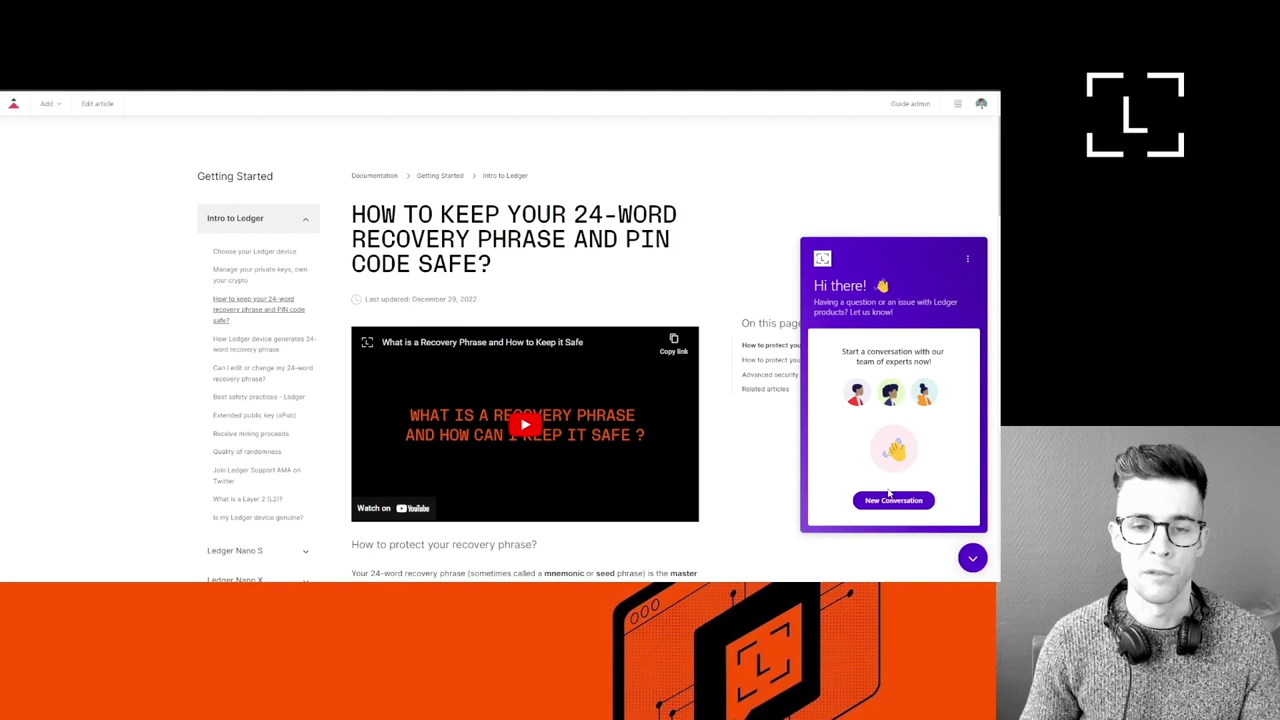 Add
Edit article
Guide admin
Getting Started
Intro to Ledger
Choose your Ledger device
Manage your private keys, own
your crypto
How to keep your 24-word
recovery phrase and PIN code
safe?
How Ledger device generates 24-
word recovery phrase
Can I edit or change my 24-word
recovery phrase?
Best safety practices - Ledger
Extended public key (xPub)
Receive mining proceeds
Quality of randomness
Join Ledger Support AMA on
Twitter
What is a Layer 2 (L2)?
Is my Ledger device genuine?
Ledger Nano S
Ledger Nano X
Documentation > Getting Started > Intro to Ledger
HOW TO KEEP YOUR 24-WORD
RECOVERY PHRASE AND PIN
CODE SAFE?
Last updated: December 29, 2022
What is a Recovery Phrase and How to Keep it Safe
Copy link
WHAT IS A RECOVERY PHRASE
AND HOW CAN I KEEP IT SAFE ?
Watch on YouTube
How to protect your recovery phrase?
Your 24-word recovery phrase (sometimes called a mnemonic or seed phrase) is the master
On this page
How to protect you
How to protect you
Advanced security
Related articles
Hi there! 👋
Having a question or an issue with Ledger
products? Let us know!
Start a conversation with our
team of experts now!
New Conversation
L
L